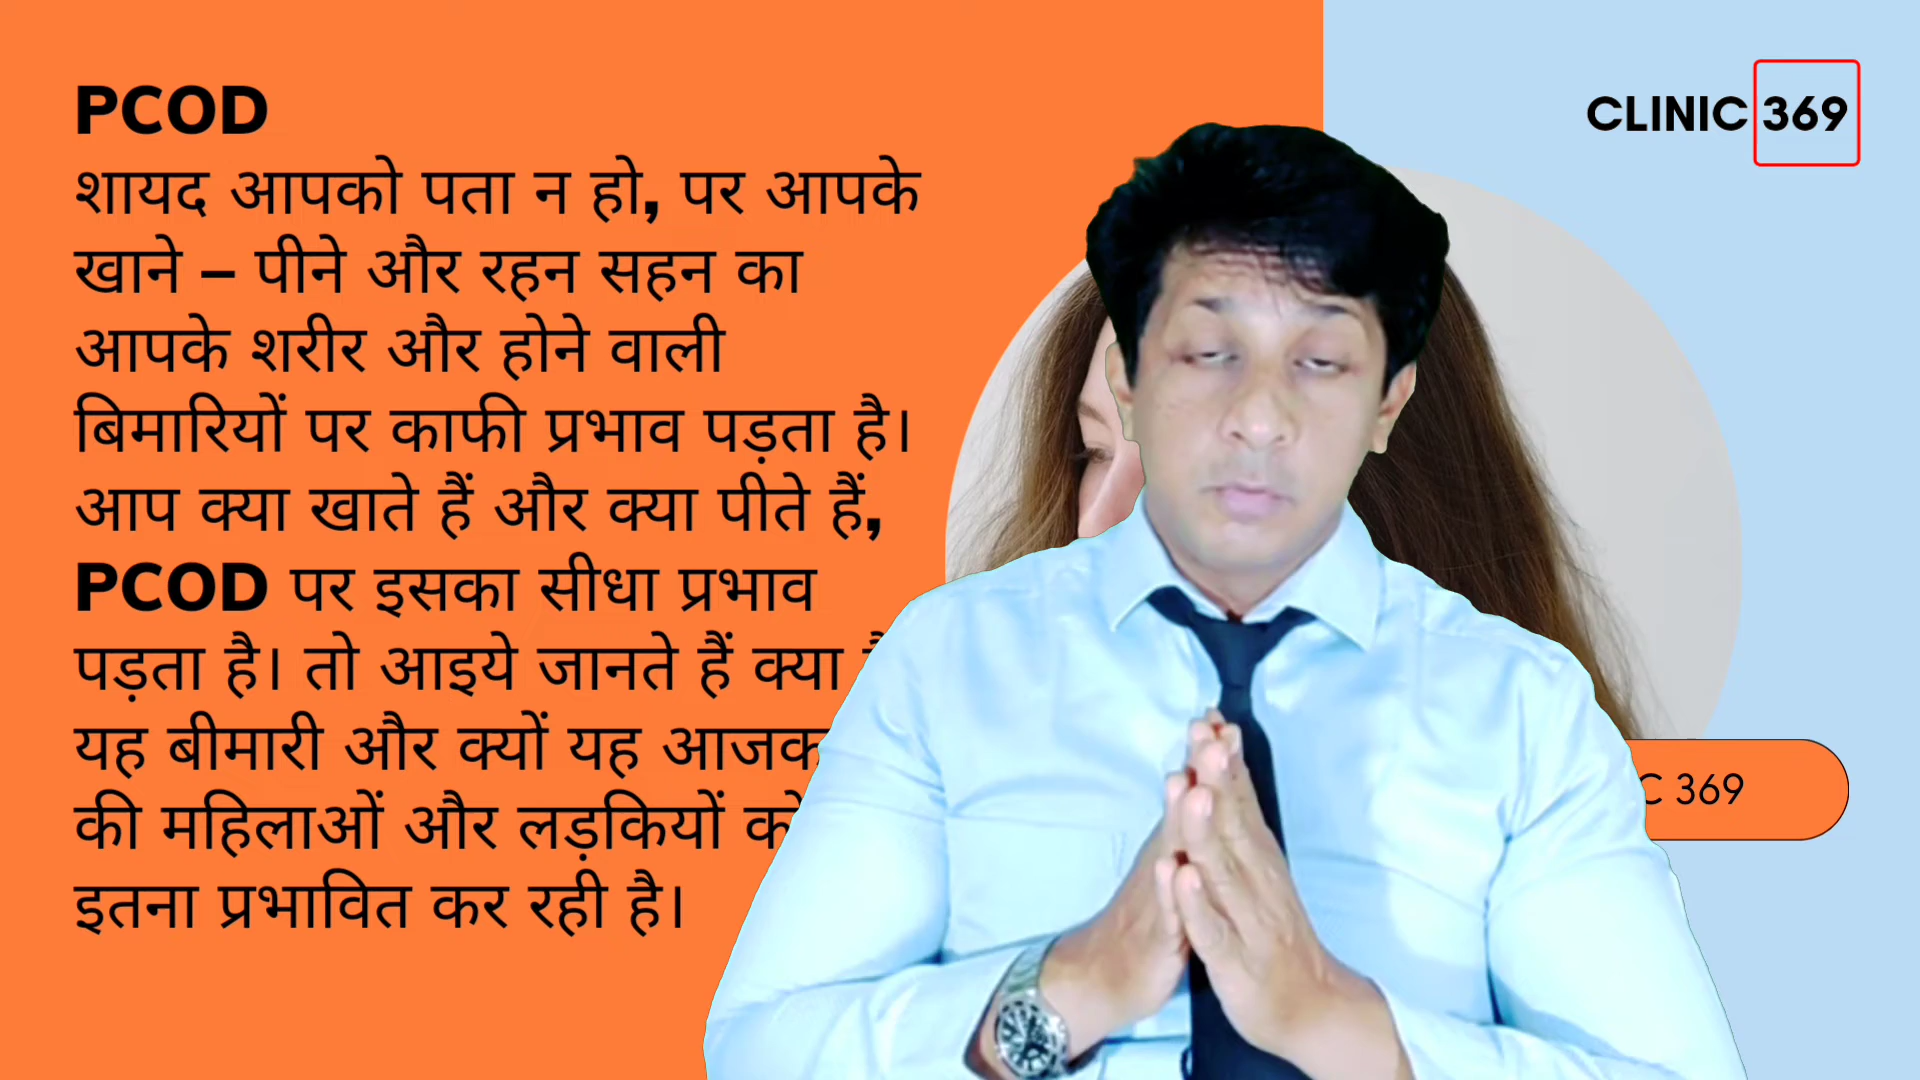 PCOD
शायद आपको पता न हो, पर आपके
खाने – पीने और रहन सहन का
आपके शरीर और होने वाली
बिमारियों पर काफी प्रभाव पड़ता है।
आप क्या खाते हैं और क्या पीते हैं,
PCOD पर इसका सीधा प्रभाव
पड़ता है। तो आइये जानते हैं क्या
यह बीमारी और क्यों यह
की महिलाओं और लड़कियों
इतना प्रभावित कर रही है।
CLINIC 369
369